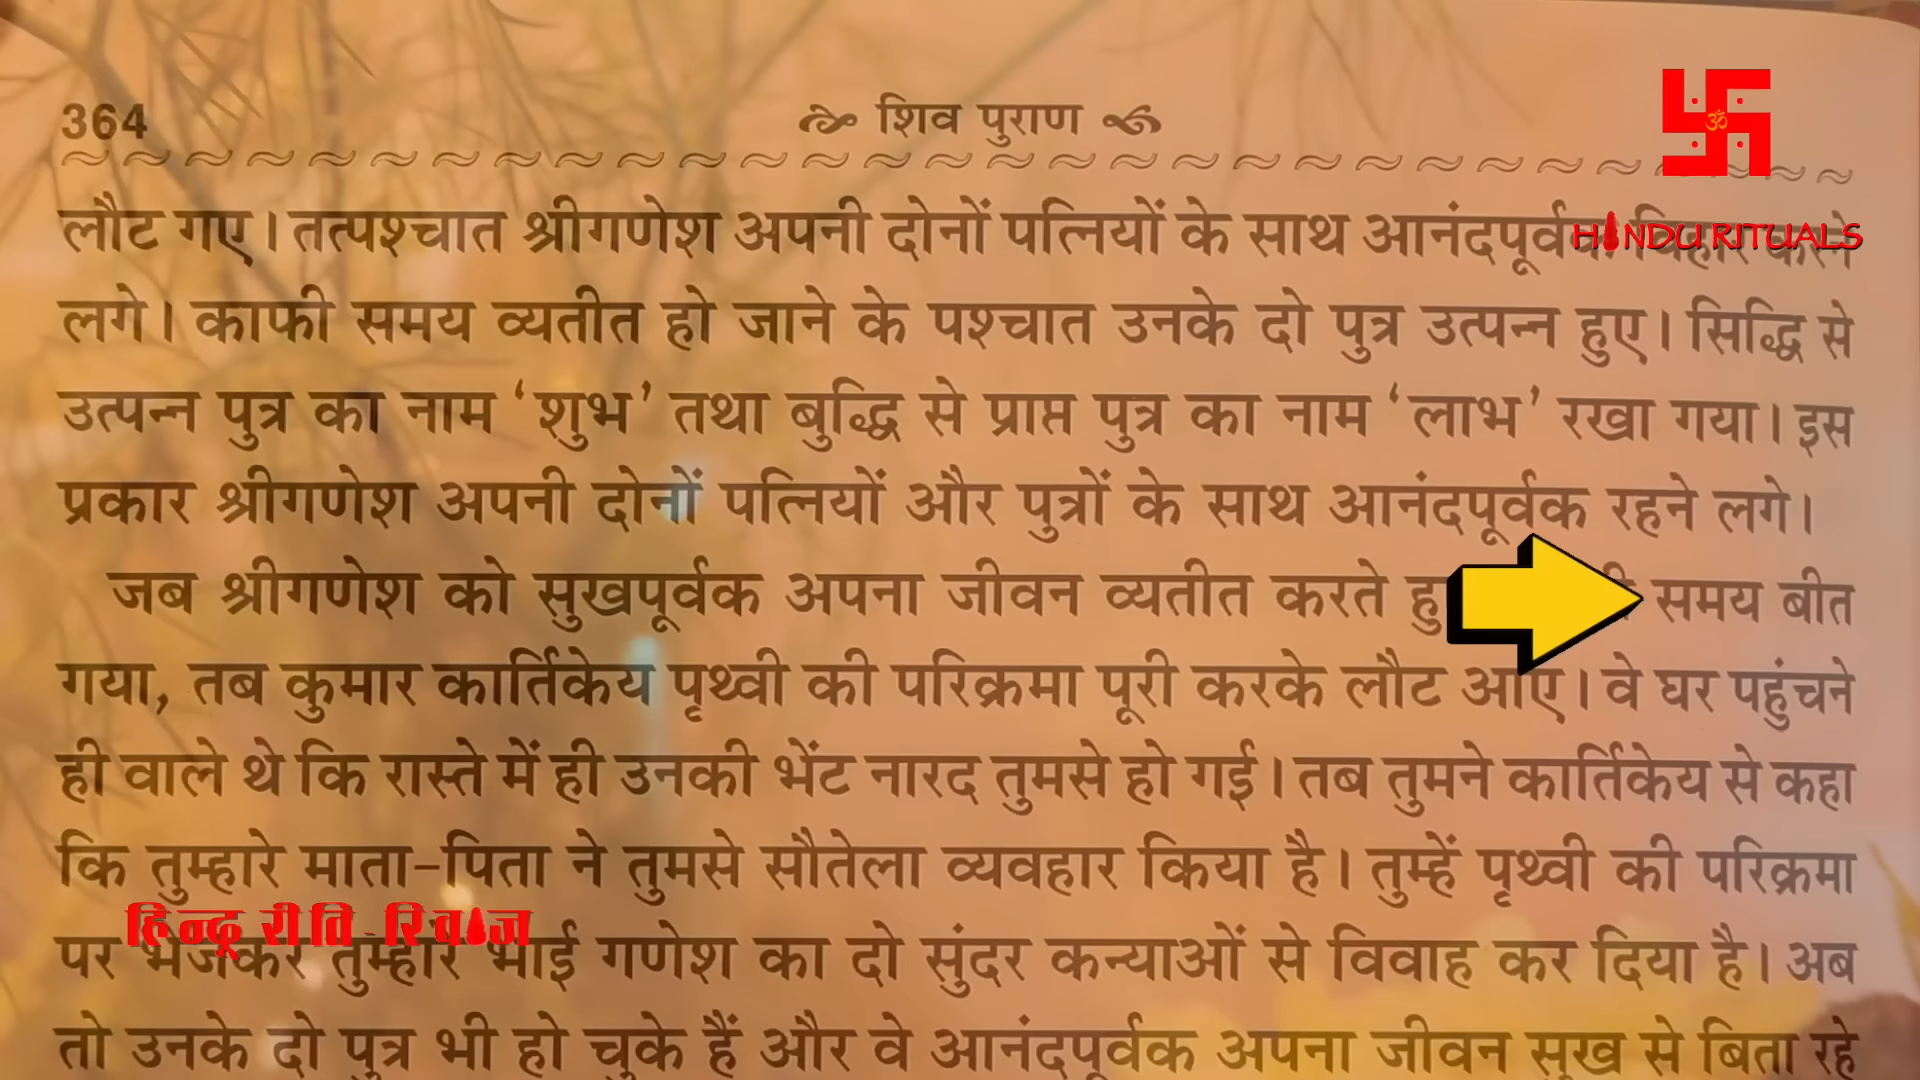 364
शिव पुराण
लौट गए। तत्पश्चात श्रीगणेश अपनी दोनों पत्नियों के साथ आनंदपूर्वक विहार करने
HINDU RITUALS
लगे। काफी समय व्यतीत हो जाने के पश्चात उनके दो पुत्र उत्पन्न हुए। सिद्धि से
उत्पन्न पुत्र का नाम ‘शुभ’ तथा बुद्धि से प्राप्त पुत्र का नाम ‘लाभ’ रखा गया। इस
प्रकार श्रीगणेश अपनी दोनों पत्नियों और पुत्रों के साथ आनंदपूर्वक रहने लगे।
जब श्रीगणेश को सुखपूर्वक अपना जीवन व्यतीत करते समय बीत
गया, तब कुमार कार्तिकेय पृथ्वी की परिक्रमा पूरी करके लौट आए। वे घर पहुंचने
ही वाले थे कि रास्ते में ही उनकी भेंट नारद तुमसे हो गई। तब तुमने कार्तिकेय से कहा
कि तुम्हारे माता-पिता ने तुमसे सौतेला व्यवहार किया है। तुम्हें पृथ्वी की परिक्रमा
हिन्दू रीति-रिवाज
पर भेजकर तुम्हारे भाई गणेश का दो सुंदर कन्याओं से विवाह कर दिया है। अब
तो उनके दो पुत्र भी हो चुके हैं और वे आनंदपूर्वक अपना जीवन सुख से बिता रहे